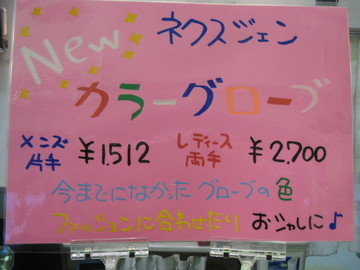 New ネクスジェン
カラーグローブ
メンズ片手 ¥1,512 レディース両手 ¥2,700
今までになかった グローブの色
ファッションに合わせたり おシャレに♪